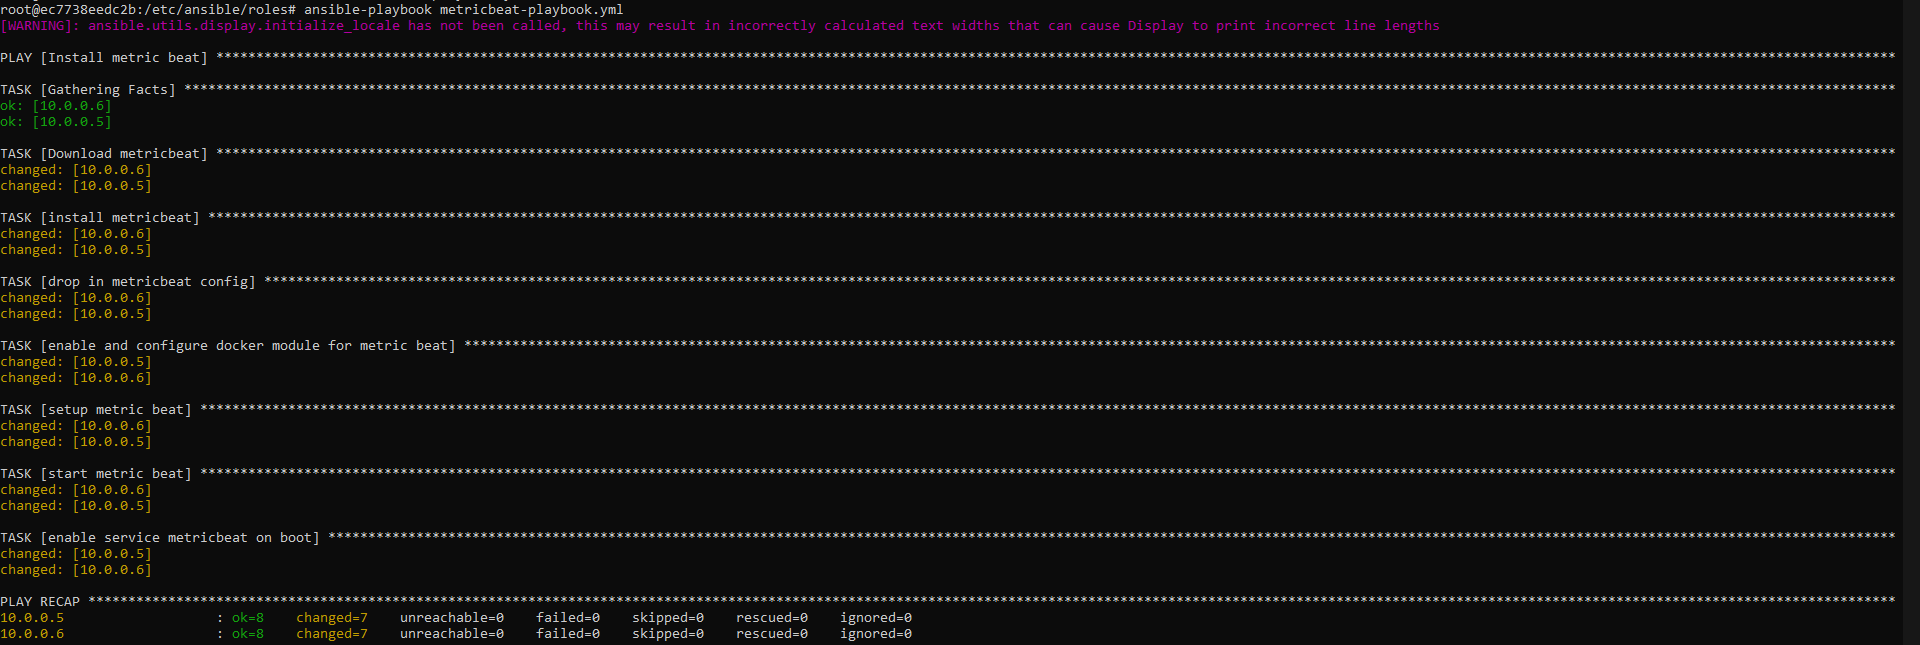 root@ec7738eedc2b:/etc/ansible/roles# ansible-playbook metricbeat-playbook.yml
[WARNING]: ansible.utils.display.initialize_locale has not been called, this may result in incorrectly calculated text widths that can cause Display to print incorrect line lengths
PLAY [Install metric beat] ******************************************************************************************************************************************************************************************************************
TASK [Gathering Facts] **********************************************************************************************************************************************************************************************************************
ok: [10.0.0.6]
ok: [10.0.0.5]
TASK [Download metricbeat] ******************************************************************************************************************************************************************************************************************
changed: [10.0.0.6]
changed: [10.0.0.5]
TASK [install metricbeat] *******************************************************************************************************************************************************************************************************************
changed: [10.0.0.6]
changed: [10.0.0.5]
TASK [drop in metricbeat config] ************************************************************************************************************************************************************************************************************
changed: [10.0.0.6]
changed: [10.0.0.5]
TASK [enable and configure docker module for metric beat] ***********************************************************************************************************************************************************************************
changed: [10.0.0.5]
changed: [10.0.0.6]
TASK [setup metric beat] ********************************************************************************************************************************************************************************************************************
changed: [10.0.0.6]
changed: [10.0.0.5]
TASK [start metric beat] ********************************************************************************************************************************************************************************************************************
changed: [10.0.0.6]
changed: [10.0.0.5]
TASK [enable service metricbeat on boot] ****************************************************************************************************************************************************************************************************
changed: [10.0.0.5]
changed: [10.0.0.6]
PLAY RECAP **********************************************************************************************************************************************************************************************************************************
10.0.0.5                   : ok=8    changed=7    unreachable=0    failed=0    skipped=0    rescued=0    ignored=0
10.0.0.6                   : ok=8    changed=7    unreachable=0    failed=0    skipped=0    rescued=0    ignored=0